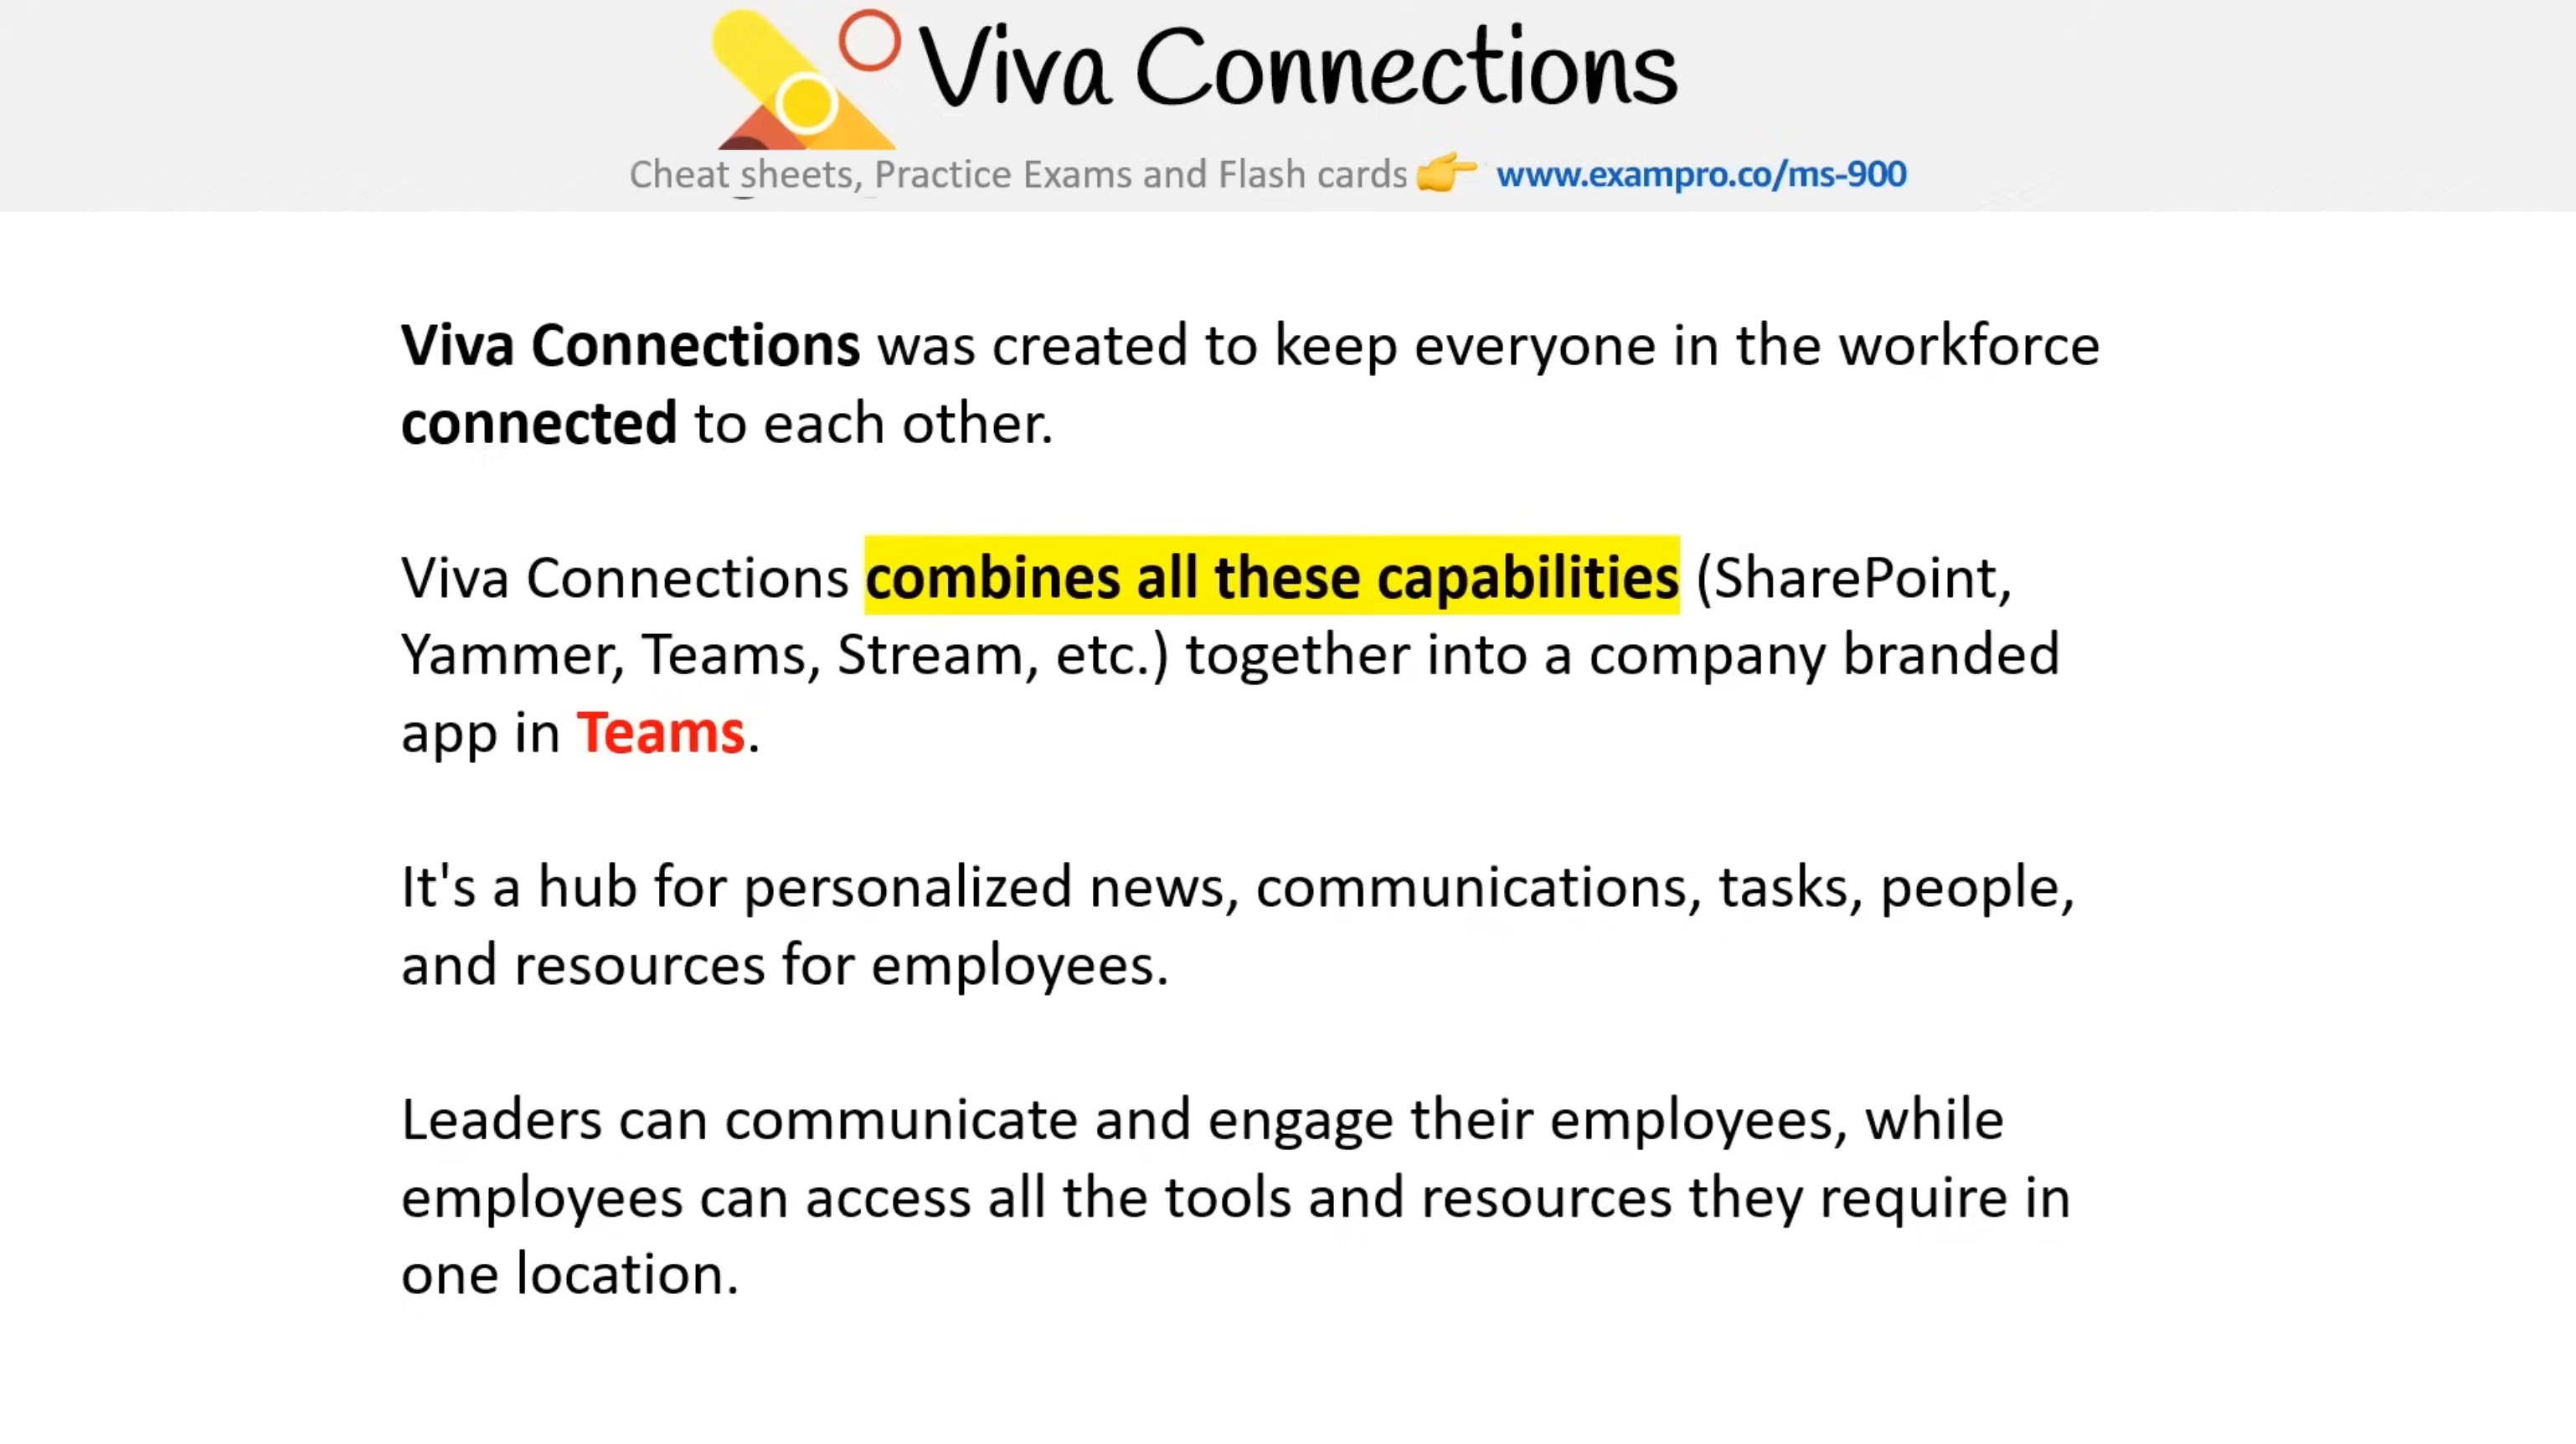 Viva Connections
Cheat sheets, Practice Exams and Flash cards 👉 www.exampro.co/ms-900
Viva Connections was created to keep everyone in the workforce
connected to each other.
Viva Connections combines all these capabilities (SharePoint,
Yammer, Teams, Stream, etc.) together into a company branded
app in Teams.
It's a hub for personalized news, communications, tasks, people,
and resources for employees.
Leaders can communicate and engage their employees, while
employees can access all the tools and resources they require in
one location.